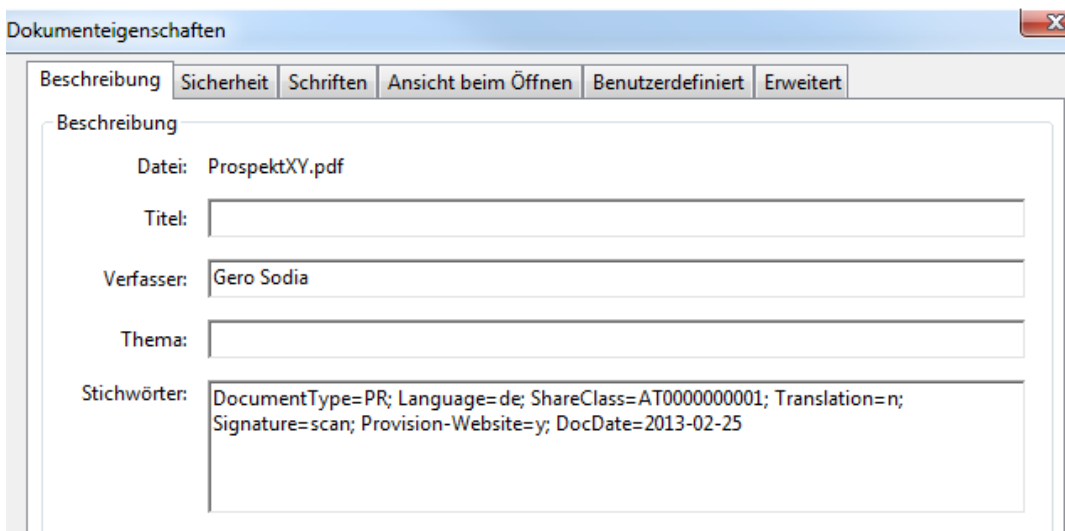 Dokumenteigenschaften
Beschreibung Sicherheit Schriften Ansicht beim Öffnen Benutzerdefiniert Erweitert
Beschreibung
Datei: ProspektXY.pdf
Titel:
Verfasser: Gero Sodia
Thema:
Stichwörter: DocumentType=PR; Language=de; ShareClass=AT0000000001; Translation=n;
Signature=scan; Provision-Website=y; DocDate=2013-02-25